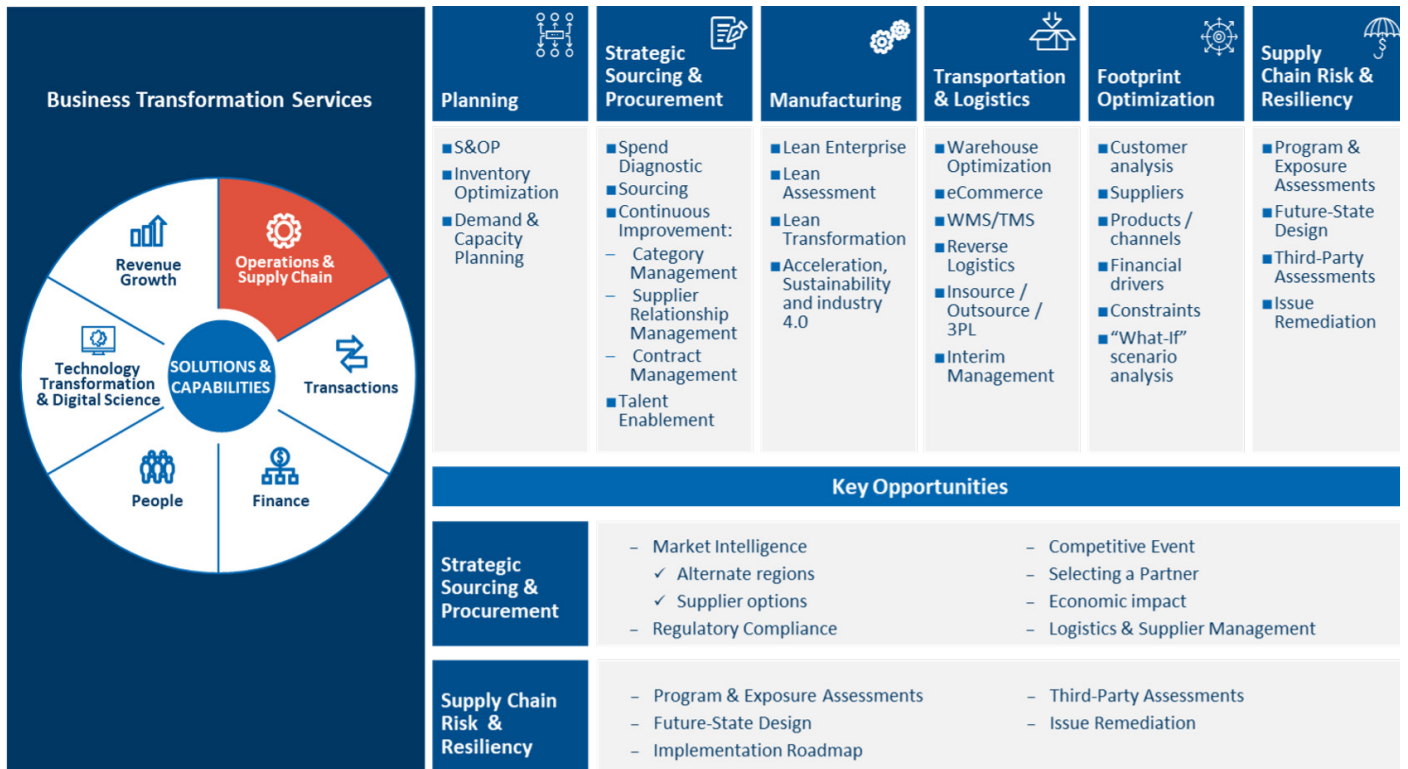 Business Transformation Services
Revenue
Growth
Operations &
Supply Chain
Technology
Transformation
& Digital Science
SOLUTIONS &
CAPABILITIES
Transactions
People
Finance
Planning
■S&OP
■Inventory
Optimization
■Demand &
Capacity
Planning
Strategic
Sourcing &
Procurement
■Spend
Diagnostic
■Sourcing
■Continuous
Improvement:
– Category
Management
– Supplier
Relationship
Management
– Contract
Management
■Talent
Enablement
Manufacturing
■Lean Enterprise
■Lean
Assessment
■Lean
Transformation
■Acceleration,
Sustainability
and industry
4.0
Transportation
& Logistics
■Warehouse
Optimization
■eCommerce
■WMS/TMS
■Reverse
Logistics
■Insource /
Outsource /
3PL
■Interim
Management
Footprint
Optimization
■Customer
analysis
■Suppliers
■Products /
channels
■Financial
drivers
■Constraints
■“What-If”
scenario
analysis
Supply
Chain Risk &
Resiliency
■Program &
Exposure
Assessments
■Future-State
Design
■Third-Party
Assessments
■Issue
Remediation
Key Opportunities
Strategic
Sourcing &
Procurement
– Market Intelligence
✓ Alternate regions
✓ Supplier options
– Regulatory Compliance
– Competitive Event
– Selecting a Partner
– Economic impact
– Logistics & Supplier Management
Supply Chain
Risk &
Resiliency
– Program & Exposure Assessments
– Future-State Design
– Implementation Roadmap
– Third-Party Assessments
– Issue Remediation